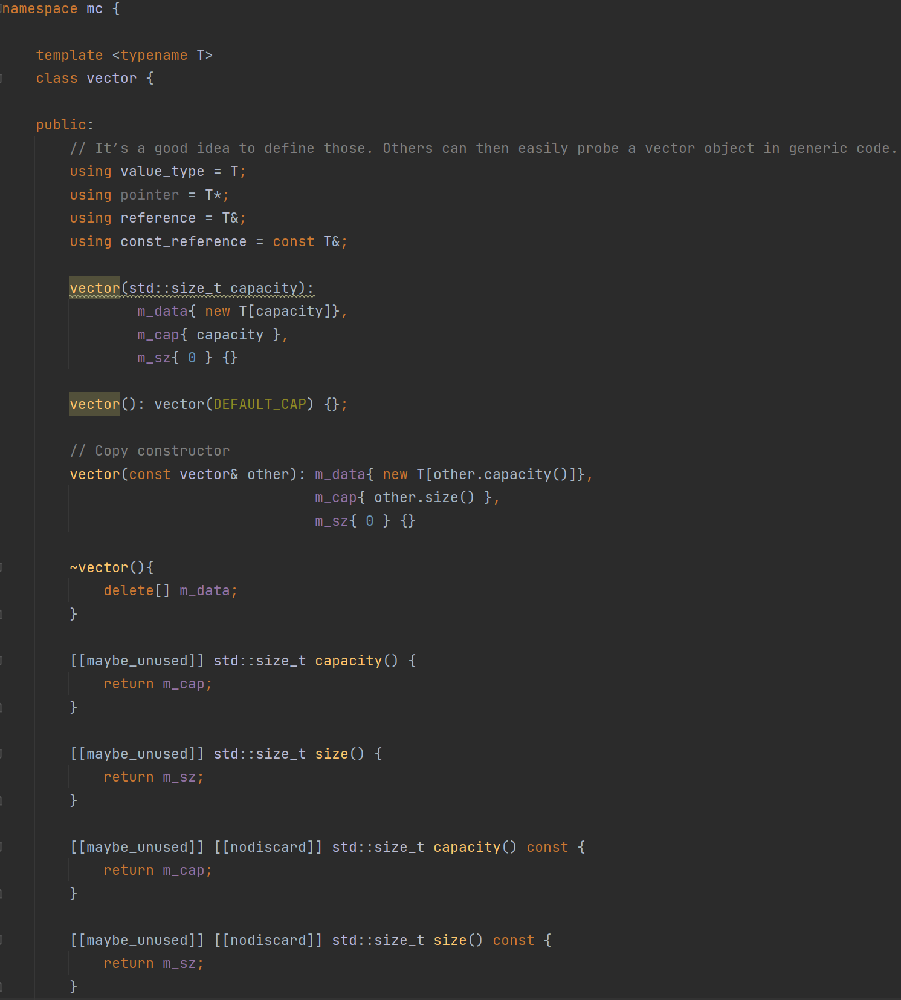 namespace mc {
template <typename T>
class vector {
public:
// It’s a good idea to define those. Others can then easily probe a vector object in generic code.
using value_type = T;
using pointer = T*;
using reference = T&;
using const_reference = const T&;
vector(std::size_t capacity):
m_data{ new T[capacity]},
m_cap{ capacity },
m_sz{ 0 } {}
vector(): vector(DEFAULT_CAP) {};
// Copy constructor
vector(const vector& other): m_data{ new T[other.capacity()]},
m_cap{ other.size() },
m_sz{ 0 } {}
~vector(){
delete[] m_data;
}
[[maybe_unused]] std::size_t capacity() {
return m_cap;
}
[[maybe_unused]] std::size_t size() {
return m_sz;
}
[[maybe_unused]] [[nodiscard]] std::size_t capacity() const {
return m_cap;
}
[[maybe_unused]] [[nodiscard]] std::size_t size() const {
return m_sz;
}